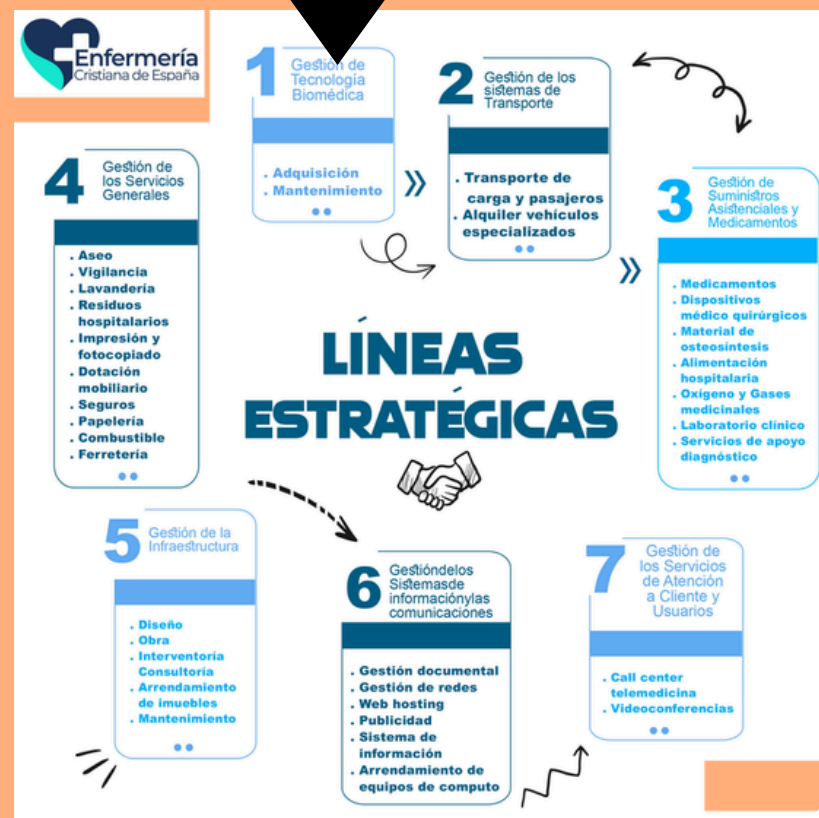 Enfermería
Cristiana de España
1
Gestión de
Tecnología
Biomédica
. Adquisición
. Mantenimiento
2
Gestión de los
sistemas de
Transporte
. Transporte de
carga y pasajeros
. Alquiler vehículos
especializados
3
Gestión de
Suministros
Asistenciales y
Medicamentos
. Medicamentos
. Dispositivos
médico quirúrgicos
. Material de
osteosíntesis
. Alimentación
hospitalaria
. Oxígeno y Gases
medicinales
. Laboratorio clínico
. Servicios de apoyo
diagnóstico
4
Gestión de
los Servicios
Generales
. Aseo
. Vigilancia
. Lavandería
. Residuos
hospitalarios
. Impresión y
fotocopiado
. Dotación
mobiliario
. Seguros
. Papelería
. Combustible
. Ferretería
LÍNEAS
ESTRATÉGICAS
5
Gestión de la
Infraestructura
. Diseño
. Obra
. Interventoría
Consultoría
. Arrendamiento
de imuebles
. Mantenimiento
6
Gestióndelos
Sistemasde
informaciónylas
comunicaciones
. Gestión documental
. Gestión de redes
. Web hosting
. Publicidad
. Sistema de
información
. Arrendamiento de
equipos de computo
7
Gestión de
los Servicios
de Atención
a Cliente y
Usuarios
. Call center
telemedicina
. Videoconferencias